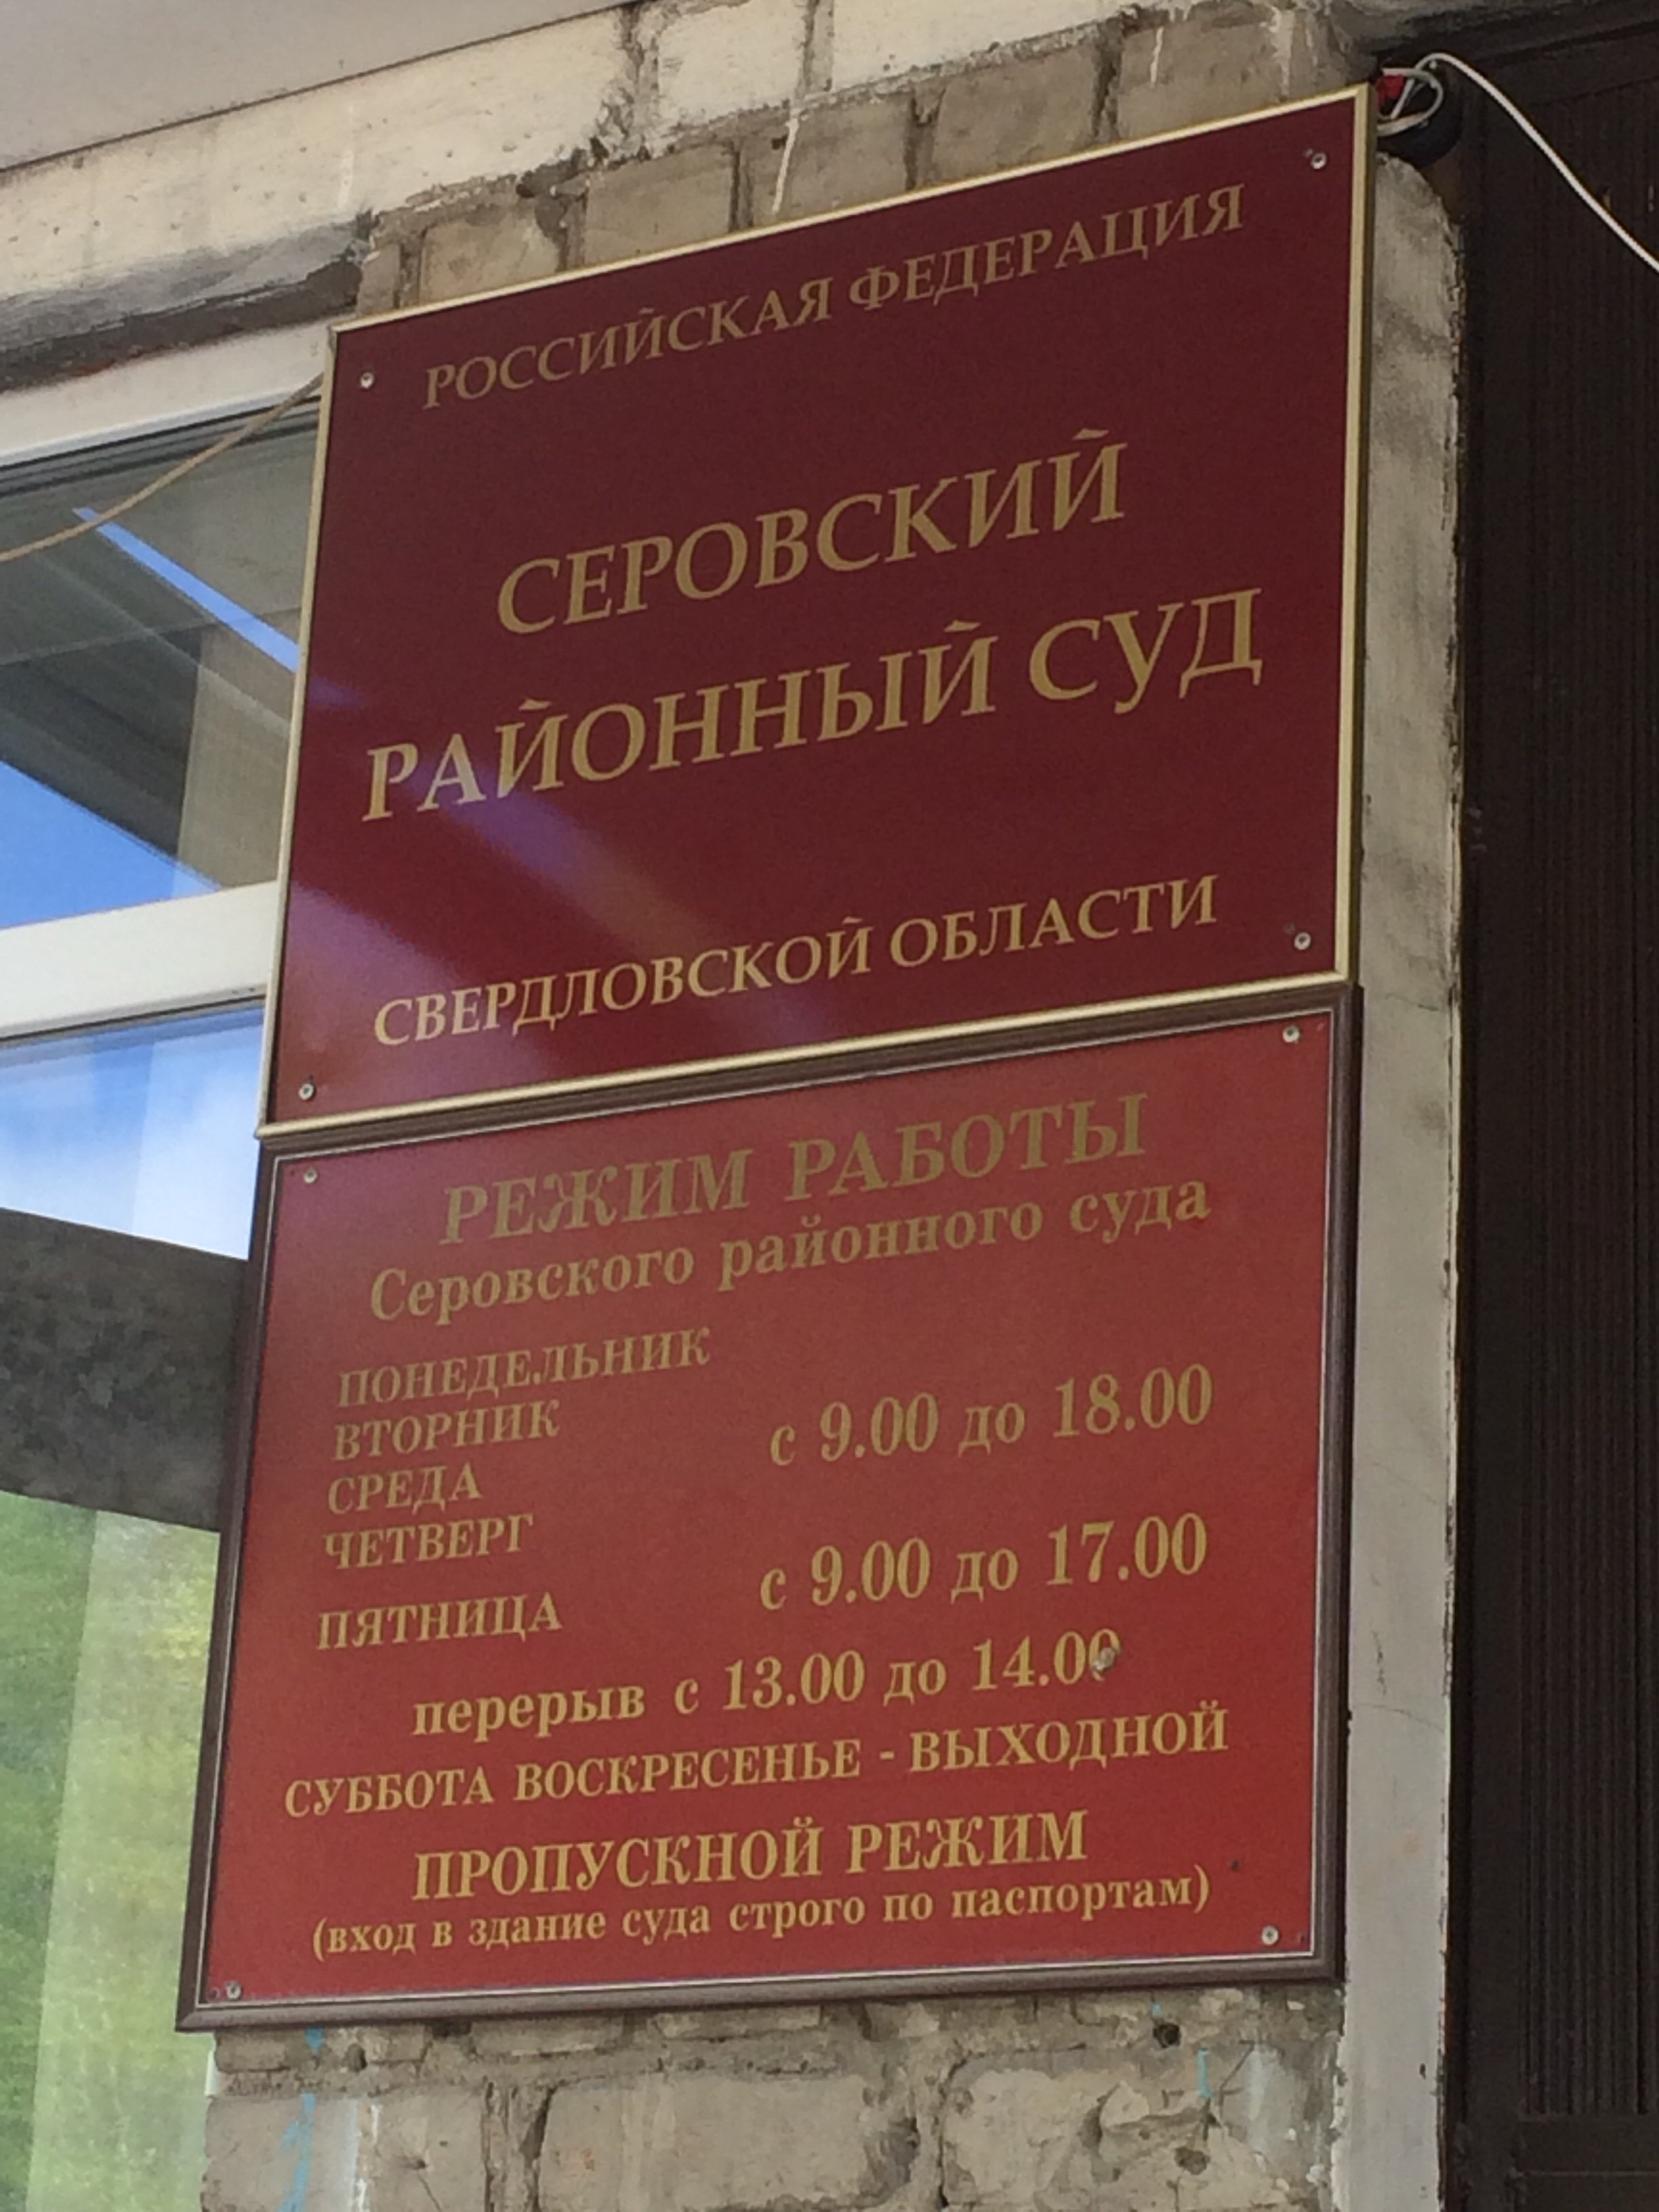 РОССИЙСКАЯ ФЕДЕРАЦИЯ
СЕРОВСКИЙ
РАЙОННЫЙ СУД
СВЕРДЛОВСКОЙ ОБЛАСТИ
РЕЖИМ РАБОТЫ
Серовского районного суда
ПОНЕДЕЛЬНИК
ВТОРНИК с 9.00 до 18.00
СРЕДА
ЧЕТВЕРГ
ПЯТНИЦА с 9.00 до 17.00
перерыв с 13.00 до 14.00
СУББОТА ВОСКРЕСЕНЬЕ - ВЫХОДНОЙ
ПРОПУСКНОЙ РЕЖИМ
(вход в здание суда строго по паспортам)